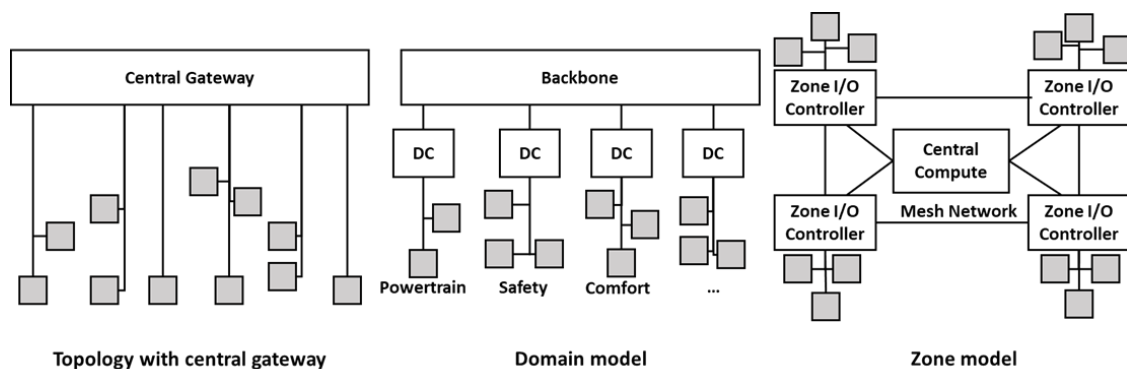 Central Gateway
Topology with central gateway
Backbone
DC
DC
DC
DC
Powertrain
Safety
Comfort
...
Domain model
Zone I/O
Controller
Zone I/O
Controller
Central
Compute
Mesh Network
Zone I/O
Controller
Zone I/O
Controller
Zone model